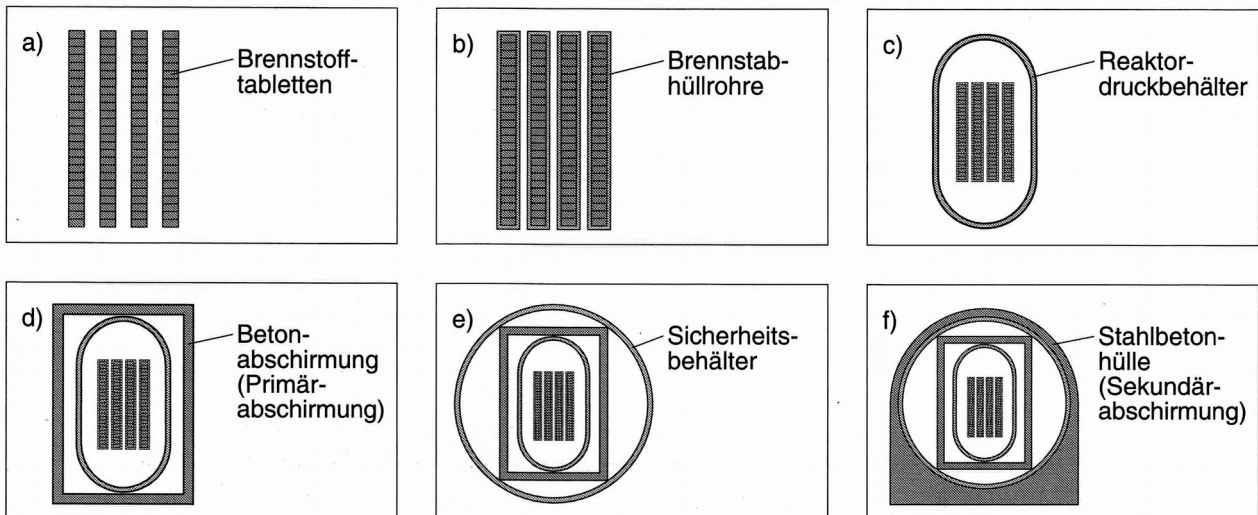 a)
Brennstoff-
tabletten
b)
Brennstab-
hüllrohre
c)
Reaktor-
druckbehälter
d)
Beton-
abschirmung
(Primär-
abschirmung)
e)
Sicherheits-
behälter
f)
Stahlbeton-
hülle
(Sekundär-
abschirmung)